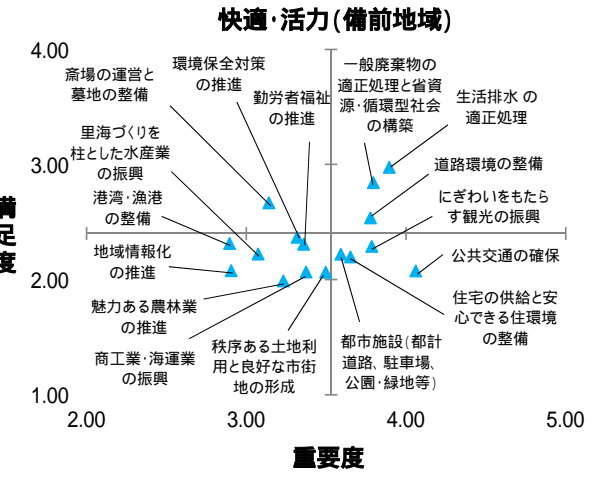 快適・活力(備前地域)
4.00
3.00
2.00
1.00
満足度
斎場の運営と
墓地の整備
環境保全対策
の推進
勤労者福祉
の推進
一般廃棄物の
適正処理と省資
源・循環型社会
の構築
生活排水の
適正処理
里海づくりを
柱とした水産業
の振興
道路環境の整備
港湾・漁港
の整備
にぎわいをもたら
す観光の振興
地域情報化
の推進
公共交通の確保
魅力ある農林業
の推進
住宅の供給と安
心できる住環境
の整備
商工業・海運業
の振興
秩序ある土地利
用と良好な市街
地の形成
都市施設(都計
道路、駐車場、
公園・緑地等)
2.00
3.00
4.00
5.00
重要度